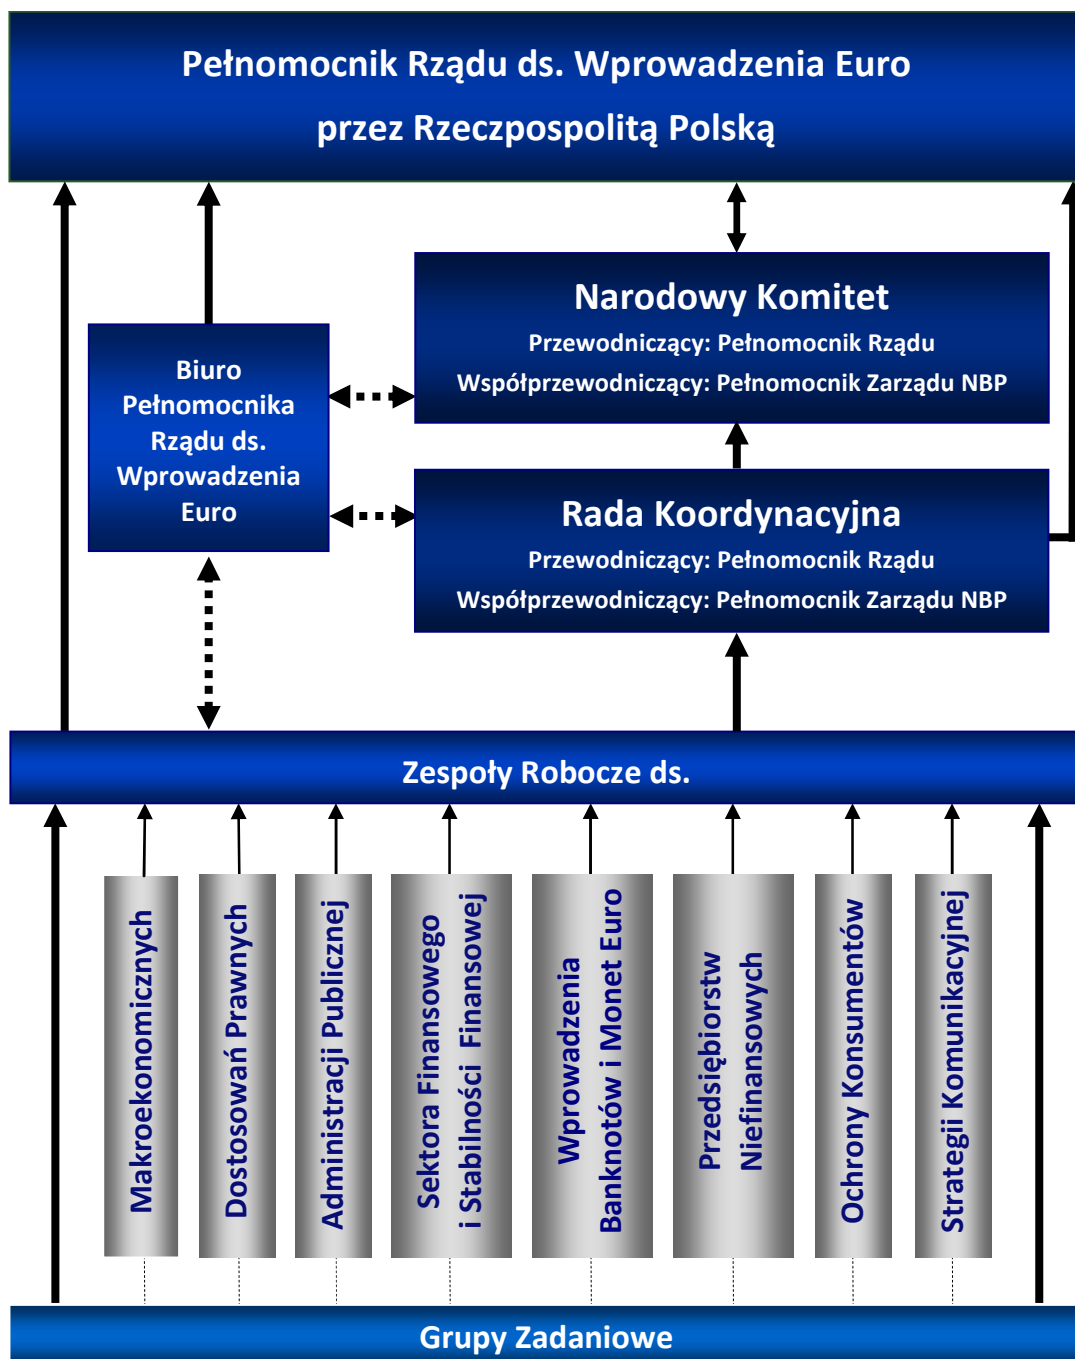 Pełnomocnik Rządu ds. Wprowadzenia Euro
przez Rzeczpospolitą Polską
Narodowy Komitet
Przewodniczący: Pełnomocnik Rządu
Współprzewodniczący: Pełnomocnik Zarządu NBP
Biuro
Pełnomocnika
Rządu ds.
Wprowadzenia
Euro
Rada Koordynacyjna
Przewodniczący: Pełnomocnik Rządu
Współprzewodniczący: Pełnomocnik Zarządu NBP
Zespoły Robocze ds.
Makroekonomicznych
Dostosowań Prawnych
Administracji Publicznej
Sektora Finansowego
i Stabilności Finansowej
Wprowadzenia
Banknotów i Monet Euro
Przedsiębiorstw
Niefinansowych
Ochrony Konsumentów
Strategii Komunikacyjnej
Grupy Zadaniowe